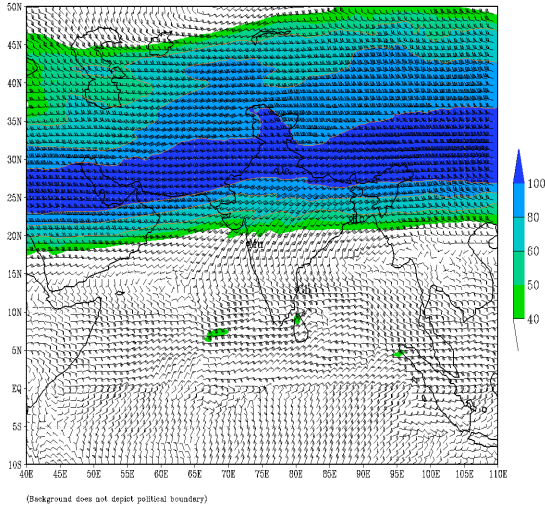 50N
45N
40N
35N
30N
25N
20N
15N
10N
5N
EQ
5S
10S
40E 45E 50E 55E 60E 65E 70E 75E 80E 85E 90E 95E 100E 105E 110E
100
80
60
50
40
(Background does not depict political boundary)